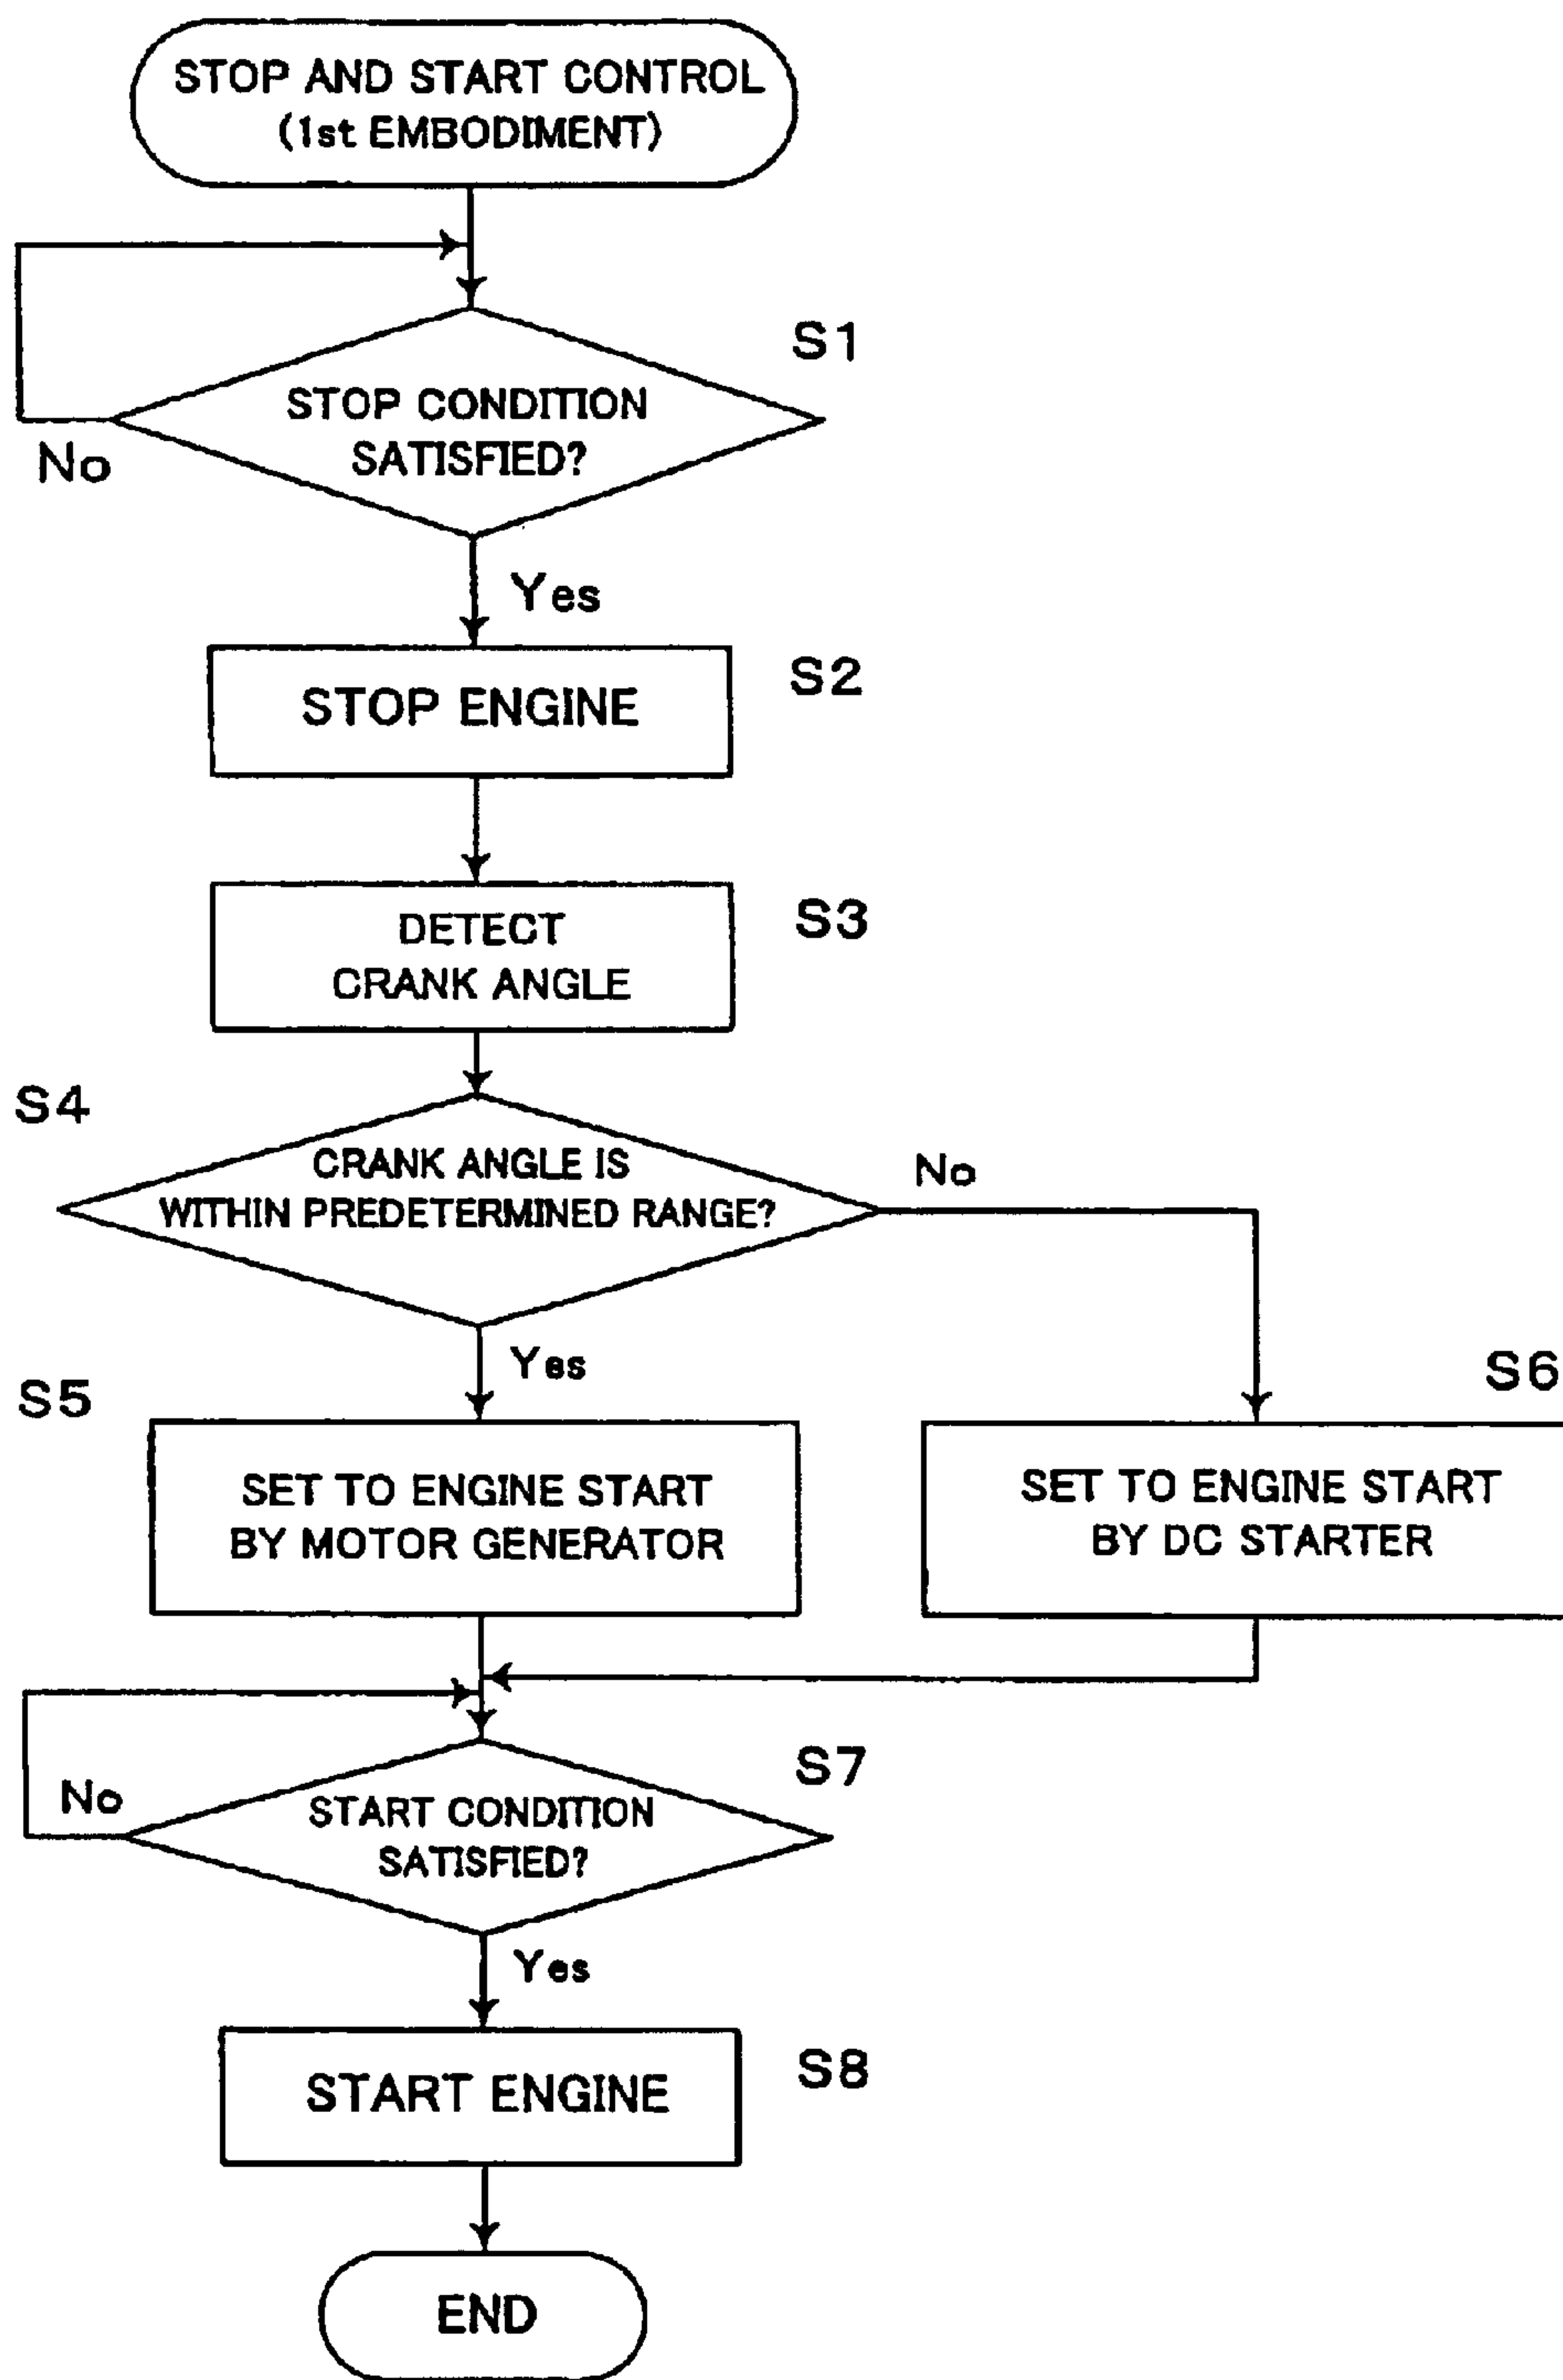 STOP AND START CONTROL
(1st EMBODIMENT)
S1
STOP CONDITION
SATISFIED?
No
Yes
S2
STOP ENGINE
S3
DETECT
CRANK ANGLE
S4
CRANK ANGLE IS
WITHIN PREDETERMINED RANGE?
No
Yes
S5
SET TO ENGINE START
BY MOTOR GENERATOR
S6
SET TO ENGINE START
BY DC STARTER
S7
START CONDITION
SATISFIED?
No
Yes
S8
START ENGINE
END